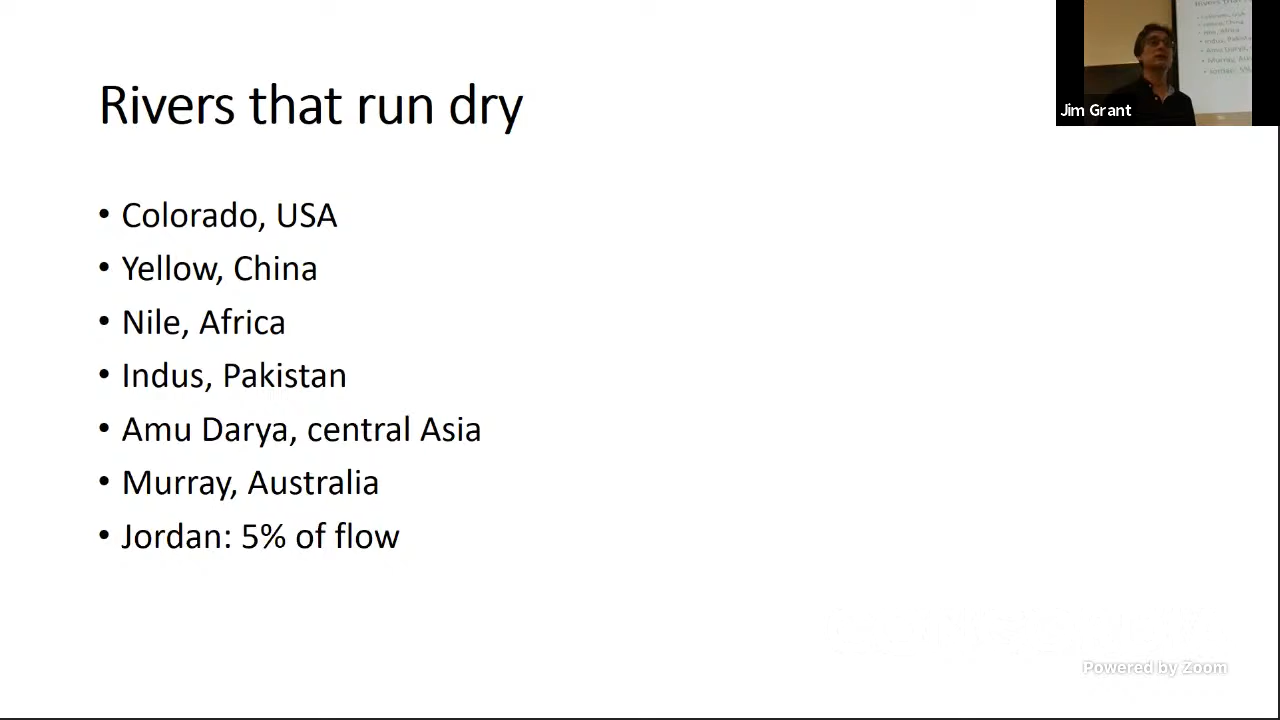 Rivers that run dry
Jim Grant
• Colorado, USA
• Yellow, China
• Nile, Africa
• Indus, Pakistan
• Amu Darya, central Asia
• Murray, Australia
• Jordan: 5% of flow
Powered by Zoom